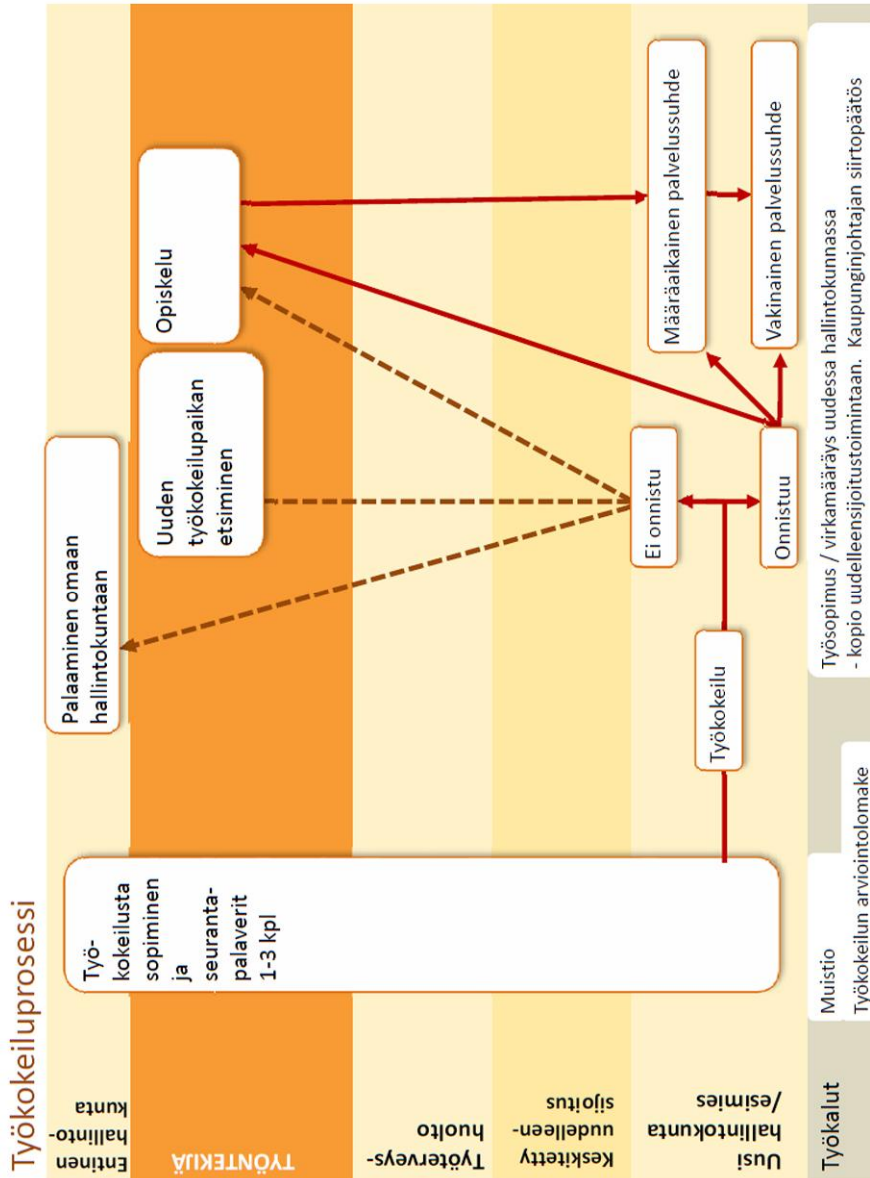 Työkokeiluprosessi
Entinen
hallinto-
kunta
TYÖNTEKIJÄ
Työterveys-
huolto
Keskitetty
uudelleen-
sijoitus
Uusi
hallintokunta
/esimies
Työkalut
Työ-
kokeilusta
sopiminen
ja
seuranta-
palaverit
1-3 kpl
Palaaminen omaan
hallintokuntaan
Uuden
työkokeilupaikan
etsiminen
Opiskelu
Työkokeilu
Ei onnistu
Onnistuu
Määräaikainen palvelussuhde
Vakinainen palvelussuhde
Muistio
Työkokeilun arviointolomake
Työsopimus / virkamääräys uudessa hallintokunnassa
- kopio uudelleensijoitustoimintaan. Kaupunginjohtajan siirtopäätös